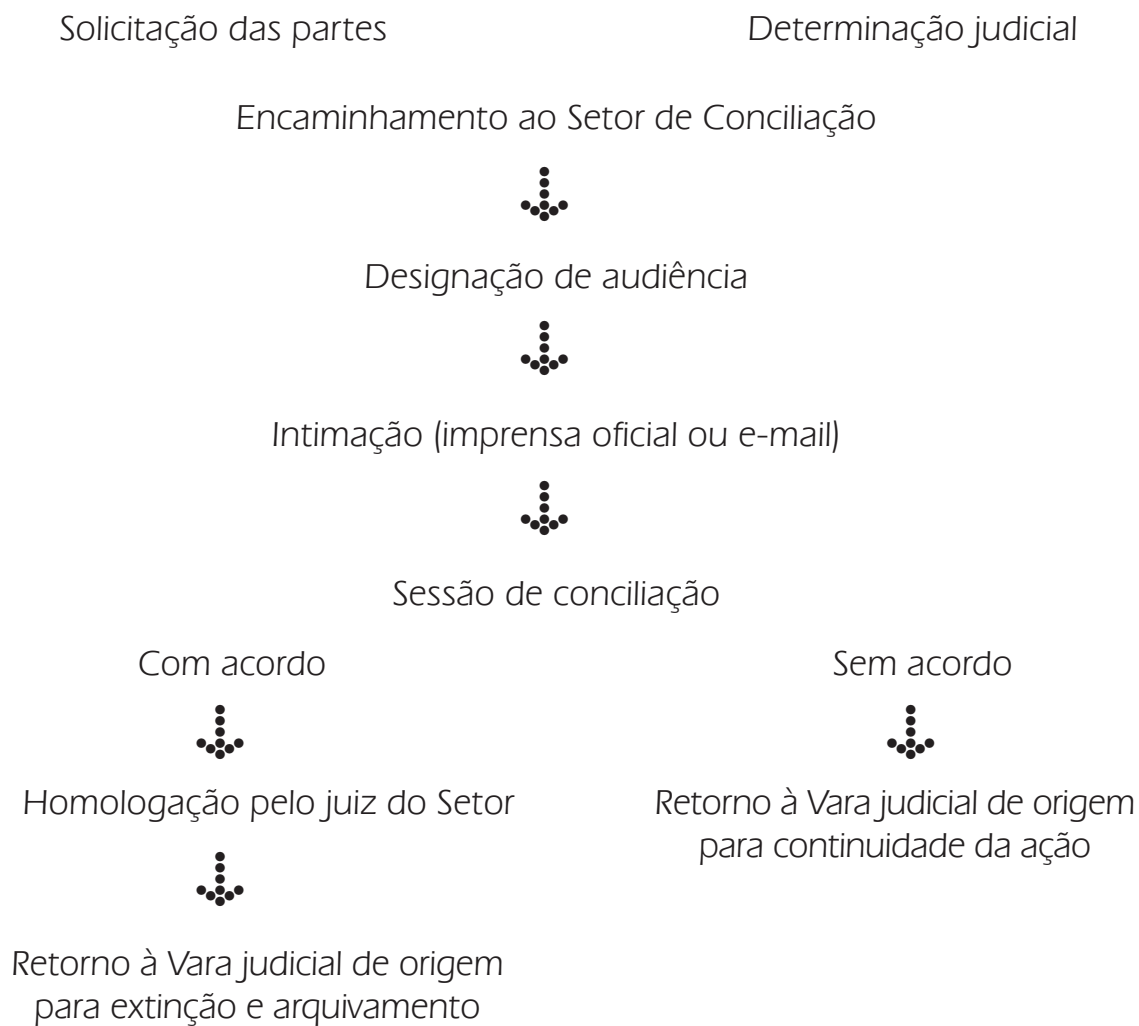 Solicitação das partes
Determinação judicial
Encaminhamento ao Setor de Conciliação
Designação de audiência
Intimação (imprensa oficial ou e-mail)
Sessão de conciliação
Com acordo
Sem acordo
Homologação pelo juiz do Setor
Retorno à Vara judicial de origem
para continuidade da ação
Retorno à Vara judicial de origem
para extinção e arquivamento